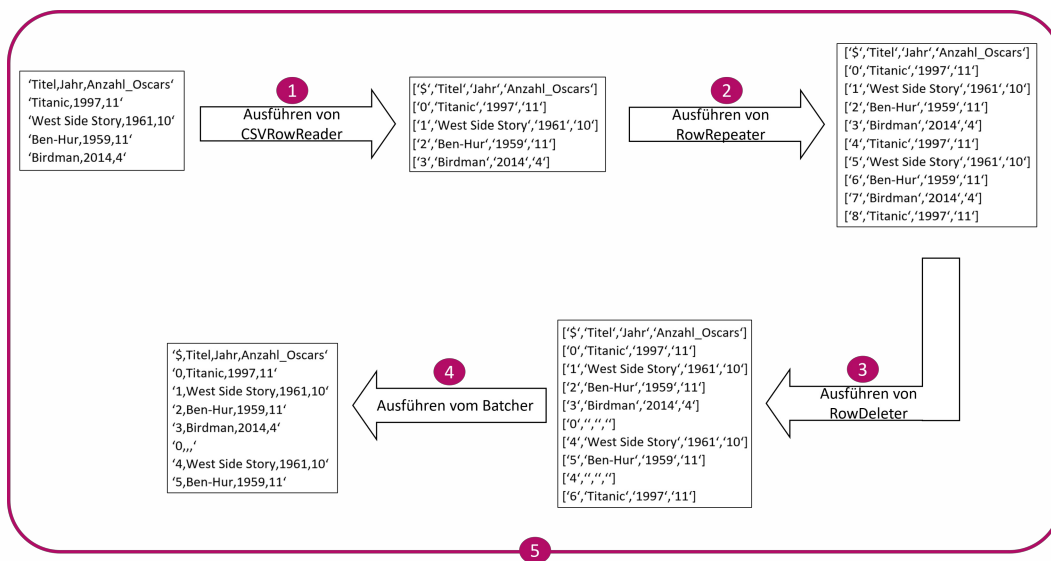 ‘Titel,Jahr,Anzahl_Oscars‘
‘Titanic,1997,11‘
‘West Side Story,1961,10‘
‘Ben-Hur,1959,11‘
‘Birdman,2014,4‘
1
Ausführen von
CSVRowReader
[‘$‘,‘Titel‘,‘Jahr‘,‘Anzahl_Oscars‘]
[‘0‘,‘Titanic‘,‘1997‘,‘11‘]
[‘1‘,‘West Side Story‘,‘1961‘,‘10‘]
[‘2‘,‘Ben-Hur‘,‘1959‘,‘11‘]
[‘3‘,‘Birdman‘,‘2014‘,‘4‘]
2
Ausführen von
RowRepeater
[‘$‘,‘Titel‘,‘Jahr‘,‘Anzahl_Oscars‘]
[‘0‘,‘Titanic‘,‘1997‘,‘11‘]
[‘1‘,‘West Side Story‘,‘1961‘,‘10‘]
[‘2‘,‘Ben-Hur‘,‘1959‘,‘11‘]
[‘3‘,‘Birdman‘,‘2014‘,‘4‘]
[‘4‘,‘Titanic‘,‘1997‘,‘11‘]
[‘5‘,‘West Side Story‘,‘1961‘,‘10‘]
[‘6‘,‘Ben-Hur‘,‘1959‘,‘11‘]
[‘7‘,‘Birdman‘,‘2014‘,‘4‘]
[‘8‘,‘Titanic‘,‘1997‘,‘11‘]
3
Ausführen von
RowDeleter
[‘$‘,‘Titel‘,‘Jahr‘,‘Anzahl_Oscars‘]
[‘0‘,‘Titanic‘,‘1997‘,‘11‘]
[‘1‘,‘West Side Story‘,‘1961‘,‘10‘]
[‘2‘,‘Ben-Hur‘,‘1959‘,‘11‘]
[‘3‘,‘Birdman‘,‘2014‘,‘4‘]
[‘0‘,‘‘,‘‘,‘‘]
[‘4‘,‘West Side Story‘,‘1961‘,‘10‘]
[‘5‘,‘Ben-Hur‘,‘1959‘,‘11‘]
[‘4‘,‘‘,‘‘,‘‘]
[‘6‘,‘Titanic‘,‘1997‘,‘11‘]
4
Ausführen vom Batcher
‘$,Titel,Jahr,Anzahl_Oscars‘
‘0,Titanic,1997,11‘
‘1,West Side Story,1961,10‘
‘2,Ben-Hur,1959,11‘
‘3,Birdman,2014,4‘
‘0,,,‘
‘4,West Side Story,1961,10‘
‘5,Ben-Hur,1959,11‘
5